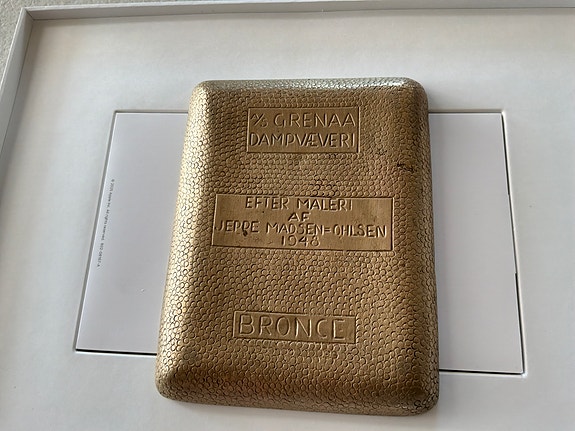 A/S GRENAA
DAMPVÆVERI
EFTER MALERI
AF
JEPPE MADSEN=OHLSEN
1948
BRONCE